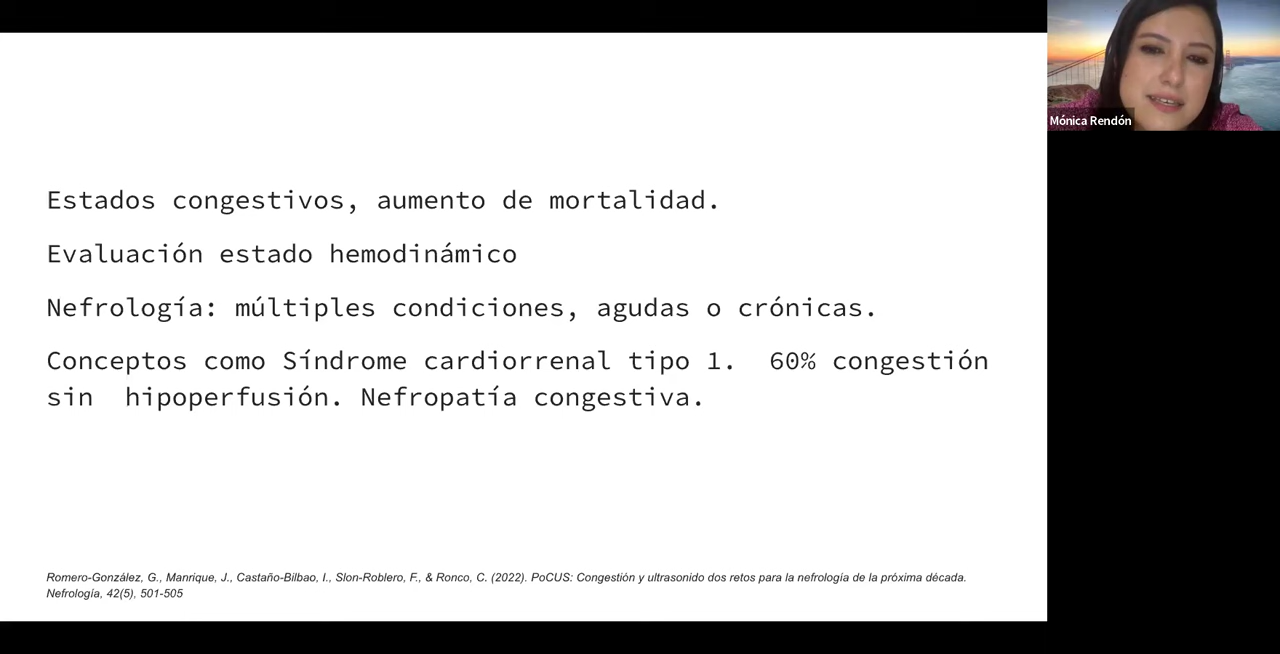 Mónica Rendón
Estados congestivos, aumento de mortalidad.
Evaluación estado hemodinámico
Nefrología: múltiples condiciones, agudas o crónicas.
Conceptos como Síndrome cardiorrenal tipo 1.  60% congestión
sin  hipoperfusión. Nefropatía congestiva.
Romero-González, G., Manrique, J., Castaño-Bilbao, I., Slon-Roblero, F., & Ronco, C. (2022). PoCUS: Congestión y ultrasonido dos retos para la nefrología de la próxima década.
Nefrología, 42(5), 501-505